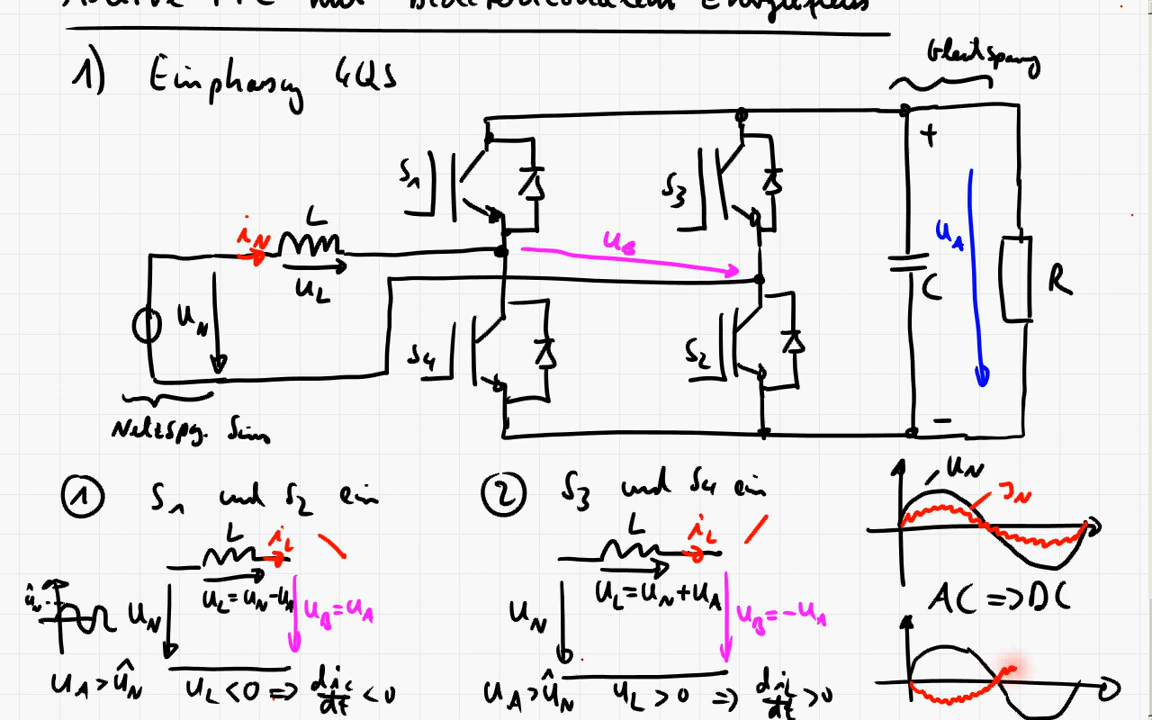 1) Einphasig 4QS
Gleitspang
S1
S3
+
iN
L
uB
uA
uL
uN
C
R
S4
S2
-
Netzspg. Sinus
① S1 und S2 ein
L
iL
uL=uN-uA
ûN
uN
uB=uA
uA>ûN uL<0 ⇒ diL/dt <0
② S3 und S4 ein
L
iL
uL=uN+uA
uN
uB=-uA
uA>ûN uL>0 ⇒ diL/dt >0
uN
JN
AC ⇒ DC